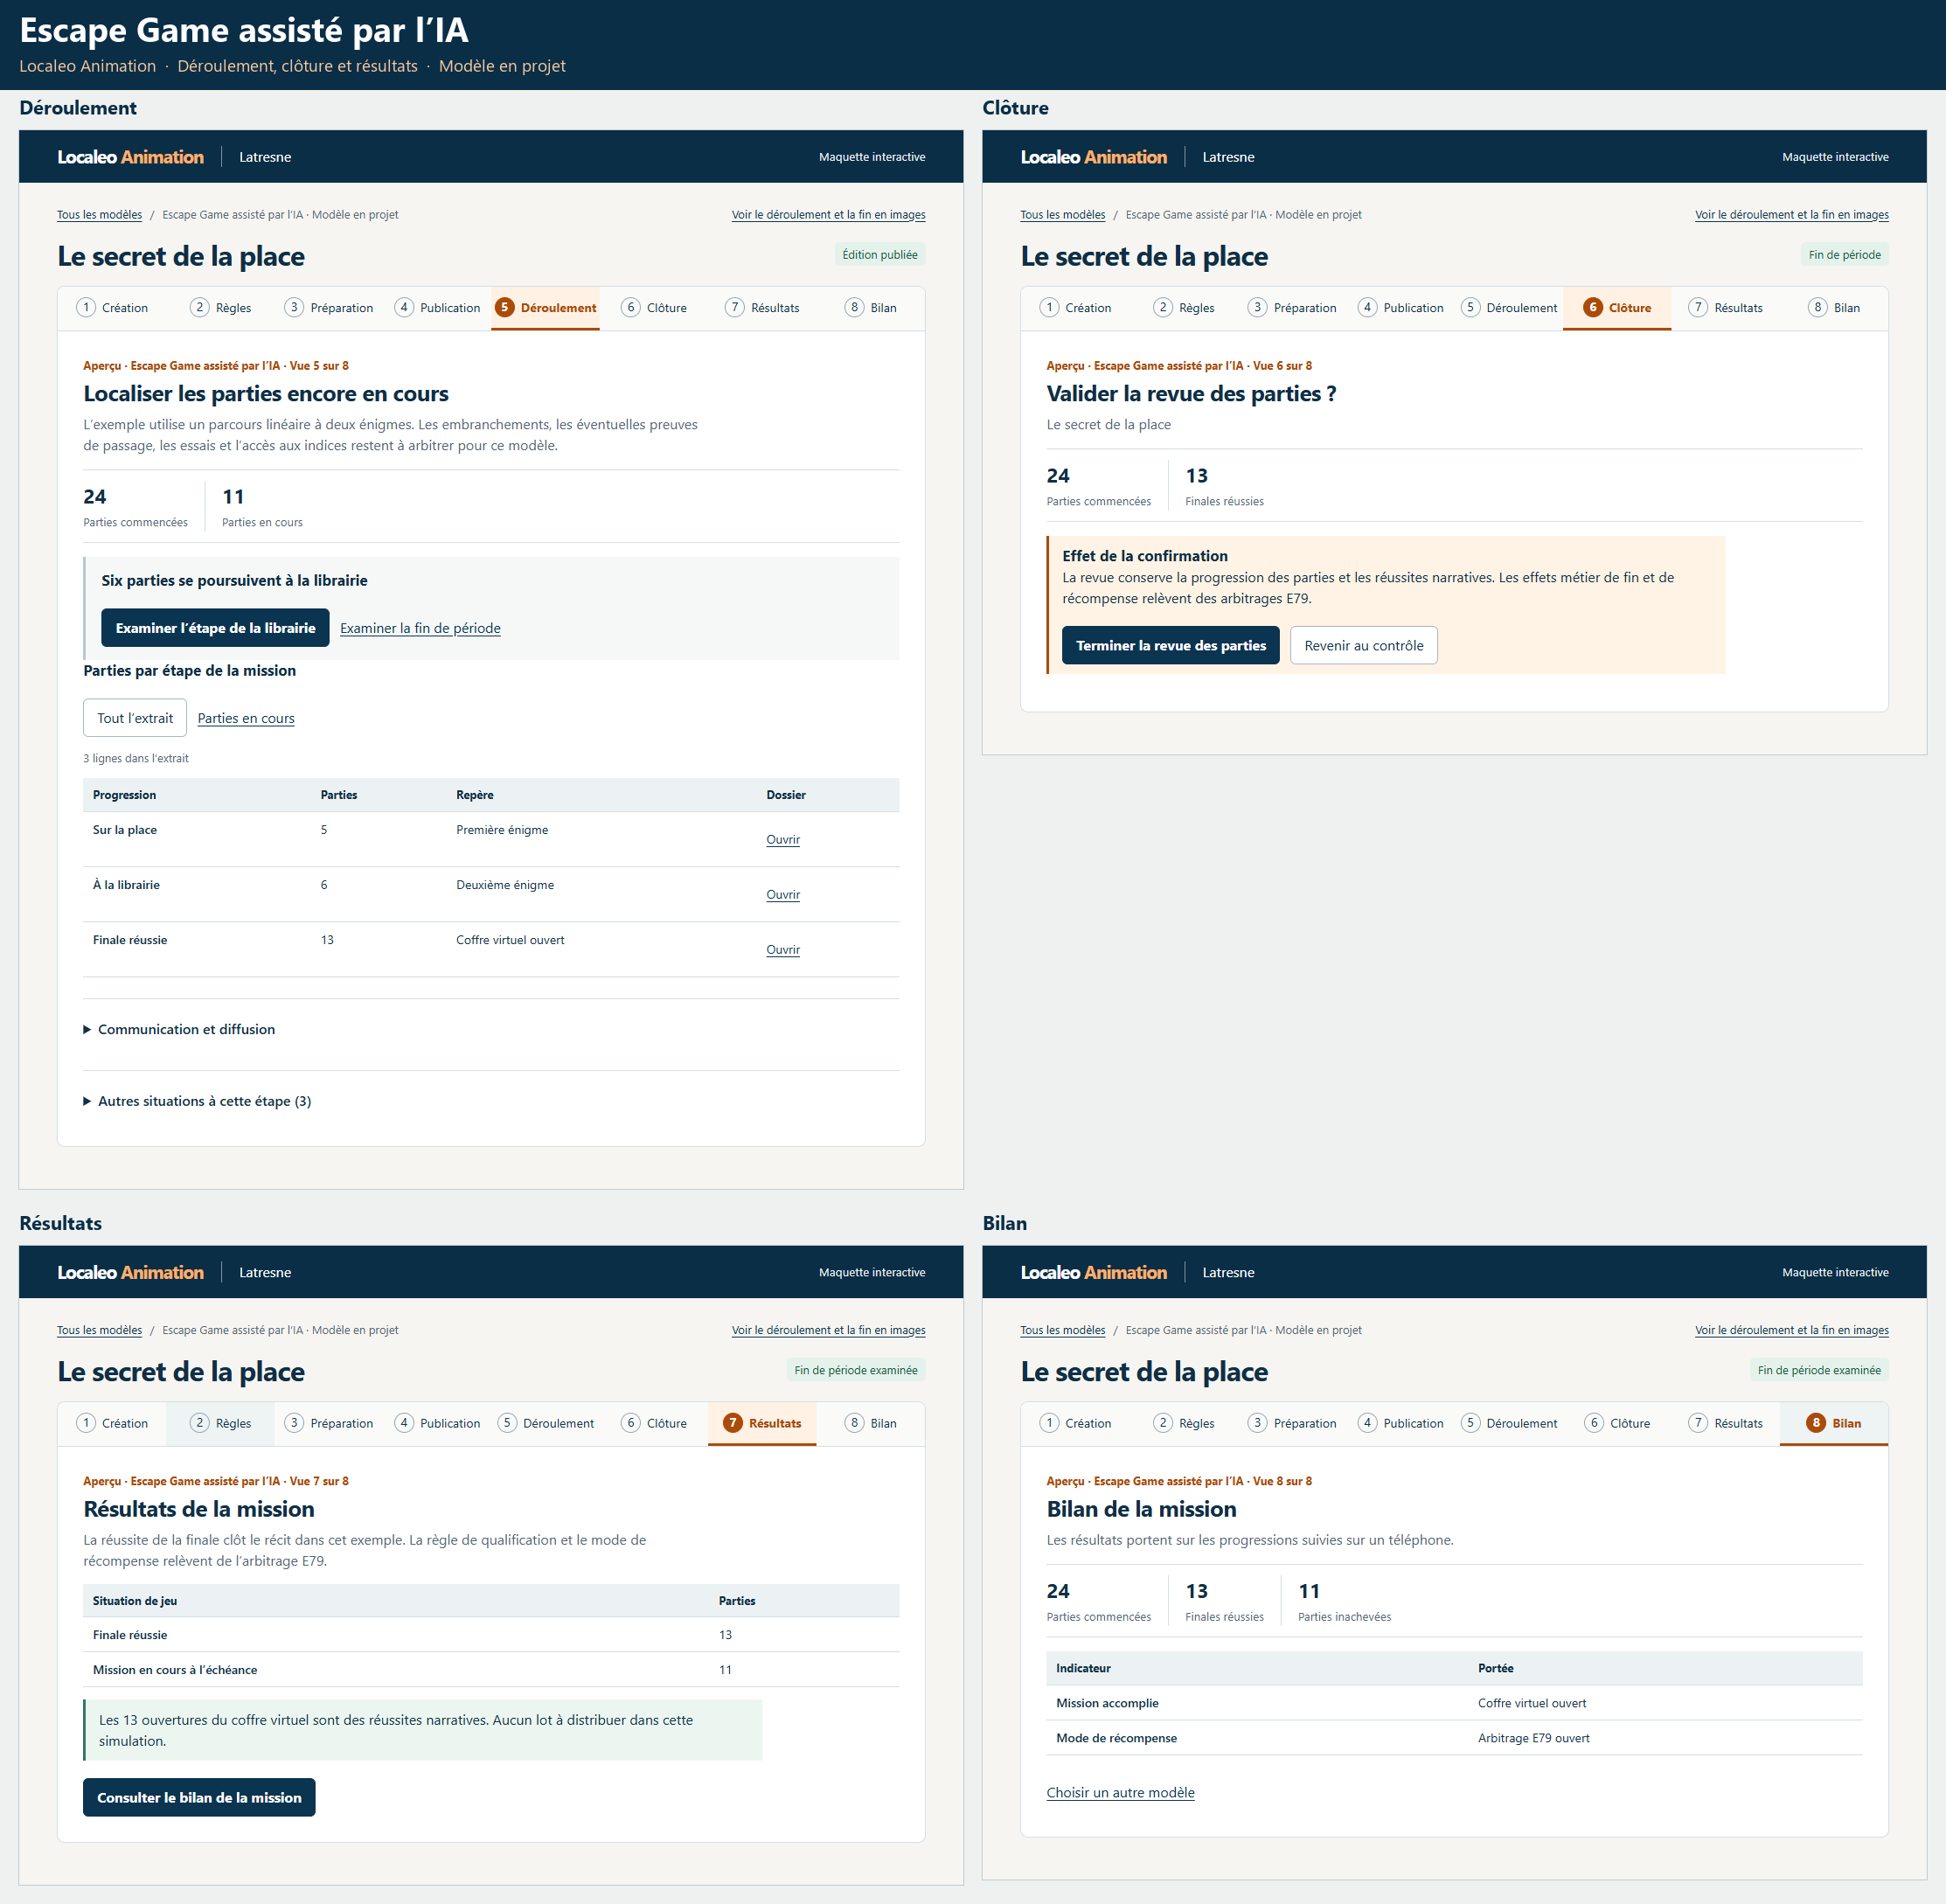 Escape Game assisté par l’IA
Localeo Animation · Déroulement, clôture et résultats · Modèle en projet
Déroulement
Localeo Animation Latresne Maquette interactive
Tous les modèles / Escape Game assisté par l’IA · Modèle en projet Voir le déroulement et la fin en images
Le secret de la place Édition publiée
1 Création 2 Règles 3 Préparation 4 Publication 5 Déroulement 6 Clôture 7 Résultats 8 Bilan
Aperçu · Escape Game assisté par l’IA · Vue 5 sur 8
Localiser les parties encore en cours
L’exemple utilise un parcours linéaire à deux énigmes. Les embranchements, les éventuelles preuves
de passage, les essais et l’accès aux indices restent à arbitrer pour ce modèle.
24 11
Parties commencées Parties en cours
Six parties se poursuivent à la librairie
Examiner l’étape de la librairie Examiner la fin de période
Parties par étape de la mission
Tout l’extrait Parties en cours
3 lignes dans l’extrait
Progression Parties Repère Dossier
Sur la place 5 Première énigme Ouvrir
À la librairie 6 Deuxième énigme Ouvrir
Finale réussie 13 Coffre virtuel ouvert Ouvrir
▶ Communication et diffusion
▶ Autres situations à cette étape (3)
Clôture
Localeo Animation Latresne Maquette interactive
Tous les modèles / Escape Game assisté par l’IA · Modèle en projet Voir le déroulement et la fin en images
Le secret de la place Fin de période
1 Création 2 Règles 3 Préparation 4 Publication 5 Déroulement 6 Clôture 7 Résultats 8 Bilan
Aperçu · Escape Game assisté par l’IA · Vue 6 sur 8
Valider la revue des parties ?
Le secret de la place
24 13
Parties commencées Finales réussies
Effet de la confirmation
La revue conserve la progression des parties et les réussites narratives. Les effets métier de fin et de
récompense relèvent des arbitrages E79.
Terminer la revue des parties Revenir au contrôle
Résultats
Localeo Animation Latresne Maquette interactive
Tous les modèles / Escape Game assisté par l’IA · Modèle en projet Voir le déroulement et la fin en images
Le secret de la place Fin de période examinée
1 Création 2 Règles 3 Préparation 4 Publication 5 Déroulement 6 Clôture 7 Résultats 8 Bilan
Aperçu · Escape Game assisté par l’IA · Vue 7 sur 8
Résultats de la mission
La réussite de la finale clôt le récit dans cet exemple. La règle de qualification et le mode de
récompense relèvent de l’arbitrage E79.
Situation de jeu Parties
Finale réussie 13
Mission en cours à l’échéance 11
Les 13 ouvertures du coffre virtuel sont des réussites narratives. Aucun lot à distribuer dans cette
simulation.
Consulter le bilan de la mission
Bilan
Localeo Animation Latresne Maquette interactive
Tous les modèles / Escape Game assisté par l’IA · Modèle en projet Voir le déroulement et la fin en images
Le secret de la place Fin de période examinée
1 Création 2 Règles 3 Préparation 4 Publication 5 Déroulement 6 Clôture 7 Résultats 8 Bilan
Aperçu · Escape Game assisté par l’IA · Vue 8 sur 8
Bilan de la mission
Les résultats portent sur les progressions suivies sur un téléphone.
24 13 11
Parties commencées Finales réussies Parties inachevées
Indicateur Portée
Mission accomplie Coffre virtuel ouvert
Mode de récompense Arbitrage E79 ouvert
Choisir un autre modèle